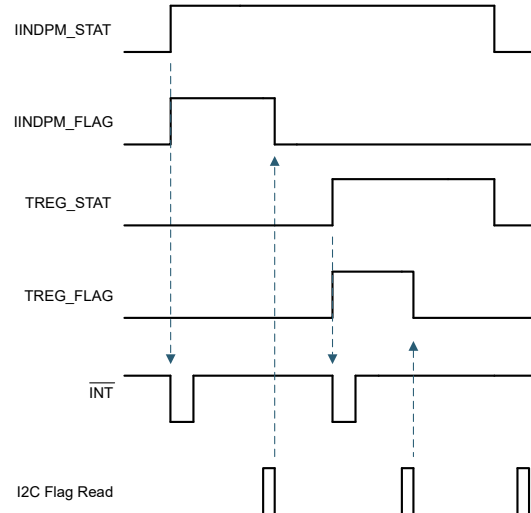 IINDPM_STAT
IINDPM_FLAG
TREG_STAT
TREG_FLAG
INT
I2C Flag Read